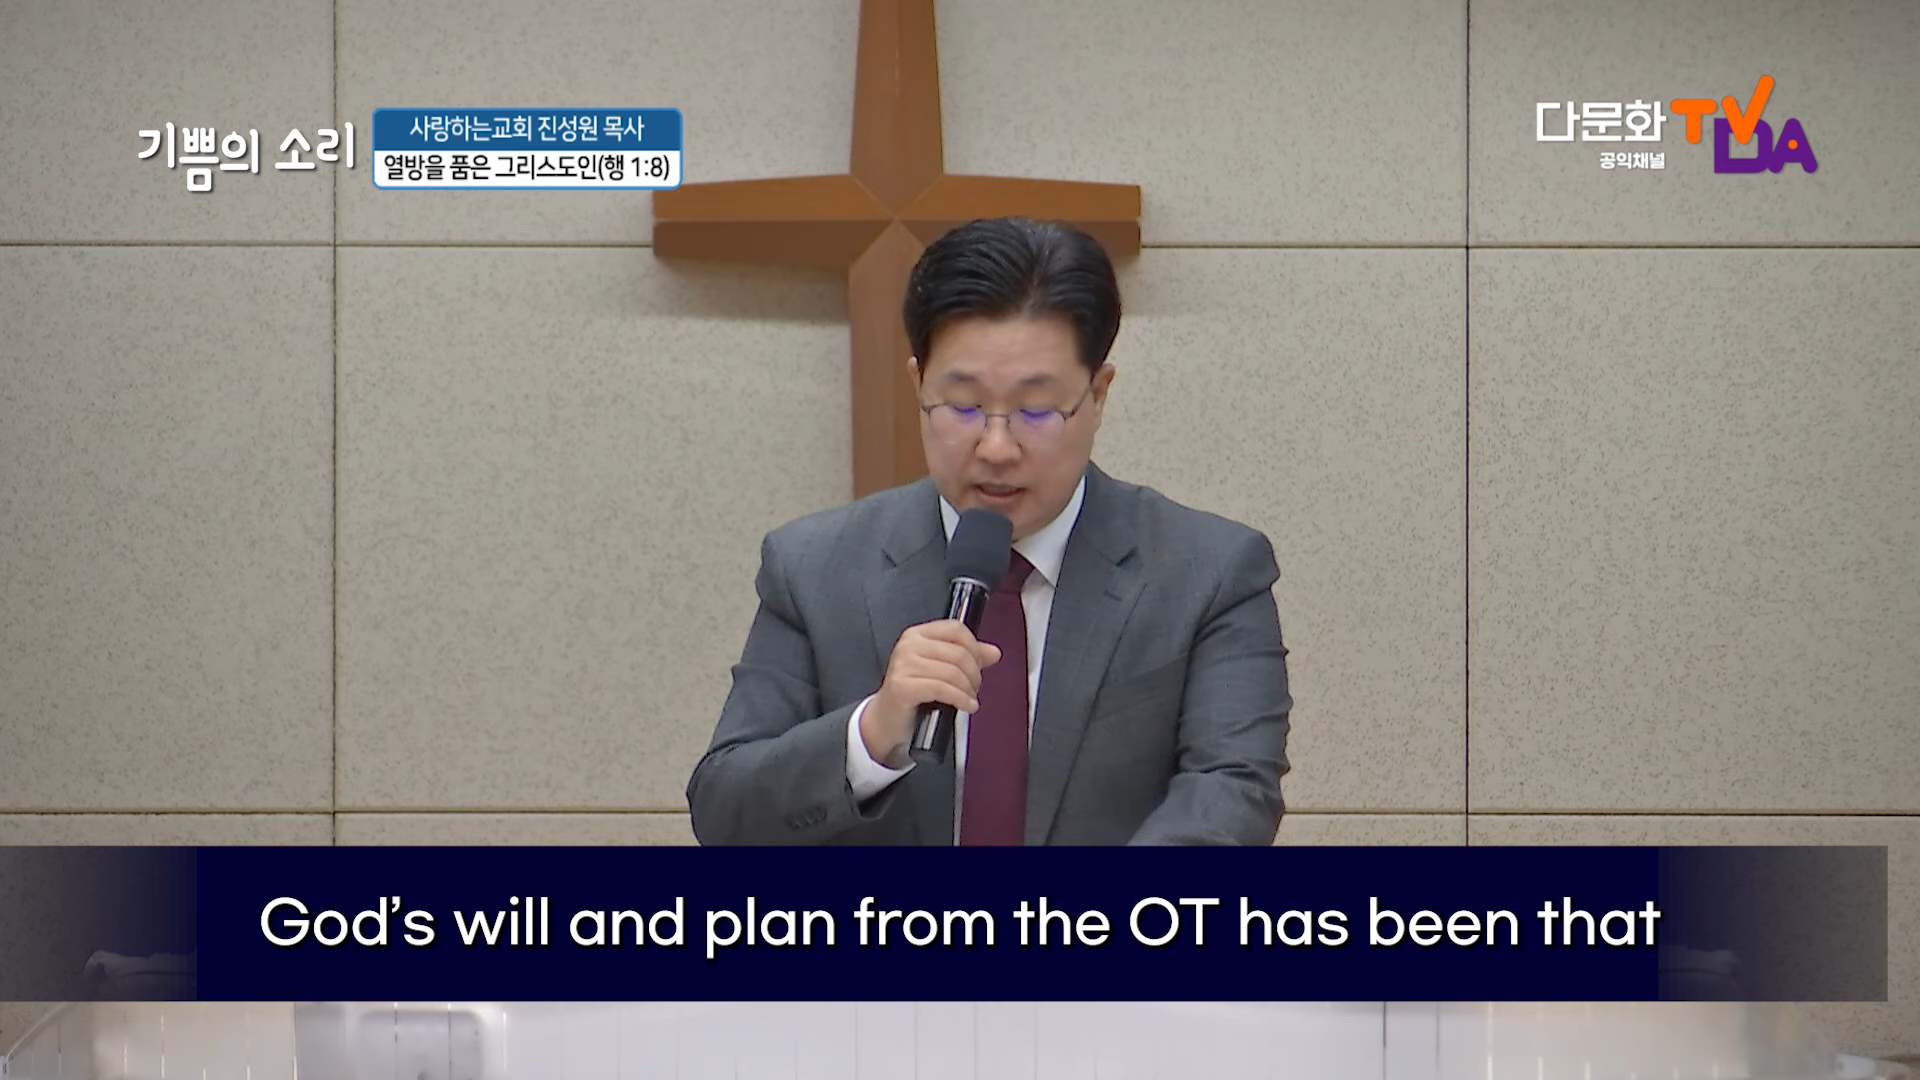 기쁨의 소리
사랑하는교회 진성원 목사
열방을 품은 그리스도인(행 1:8)
다문화 TV
DA
공익채널
God's will and plan from the OT has been that